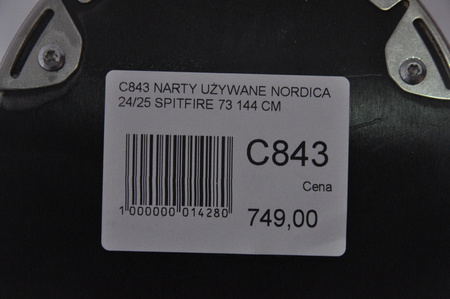 C843 NARTY UŻYWANE NORDICA
24/25 SPITFIRE 73 144 CM
C843
Cena
1 000000 014280
749,00